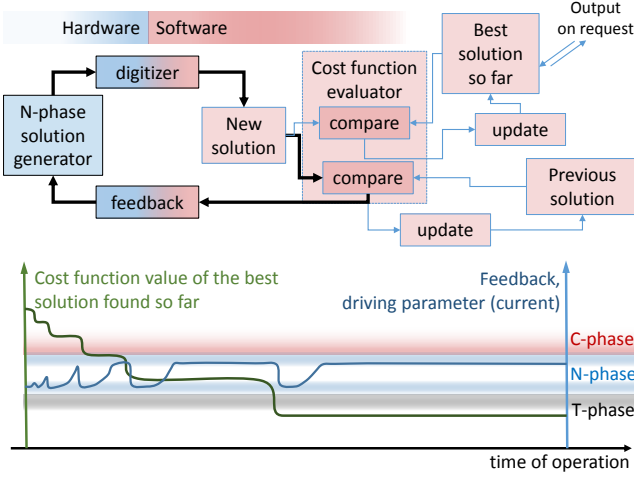 Hardware
Software
Output
on request
digitizer
Cost function
evaluator
Best
solution
so far
N-phase
solution
generator
New
solution
compare
update
compare
Previous
solution
feedback
update
Cost function value of the best
solution found so far
Feedback,
driving parameter (current)
C-phase
N-phase
T-phase
time of operation